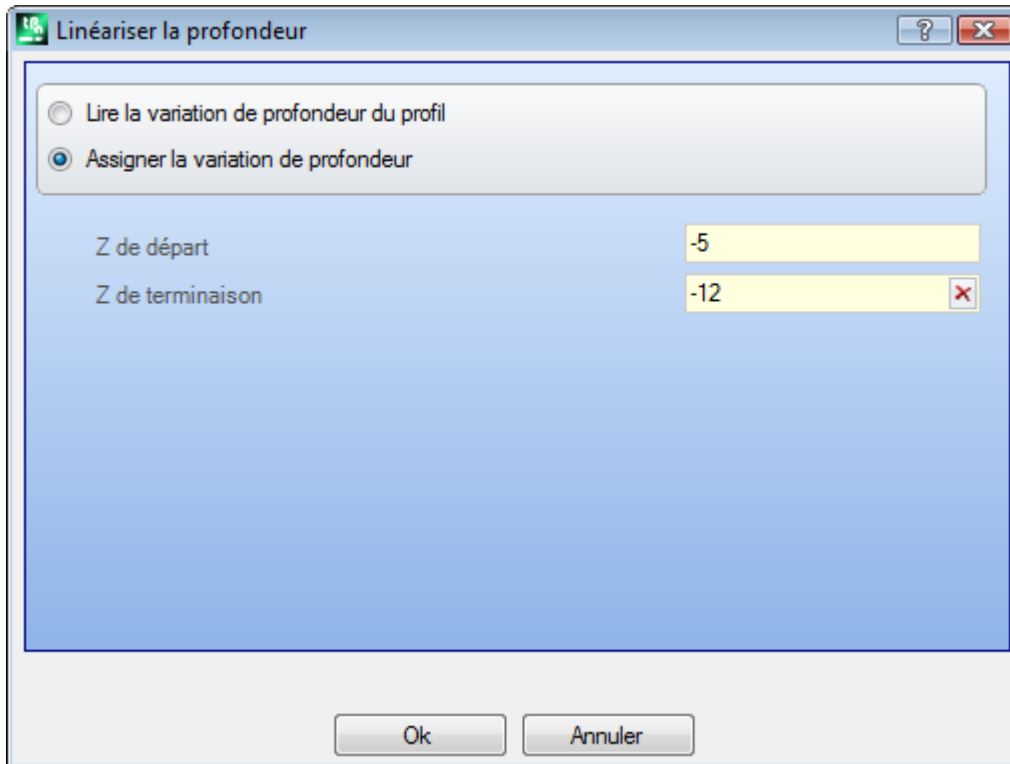 Linéariser la profondeur
Lire la variation de profondeur du profil
Assigner la variation de profondeur
Z de départ -5
Z de terminaison -12
Ok Annuler